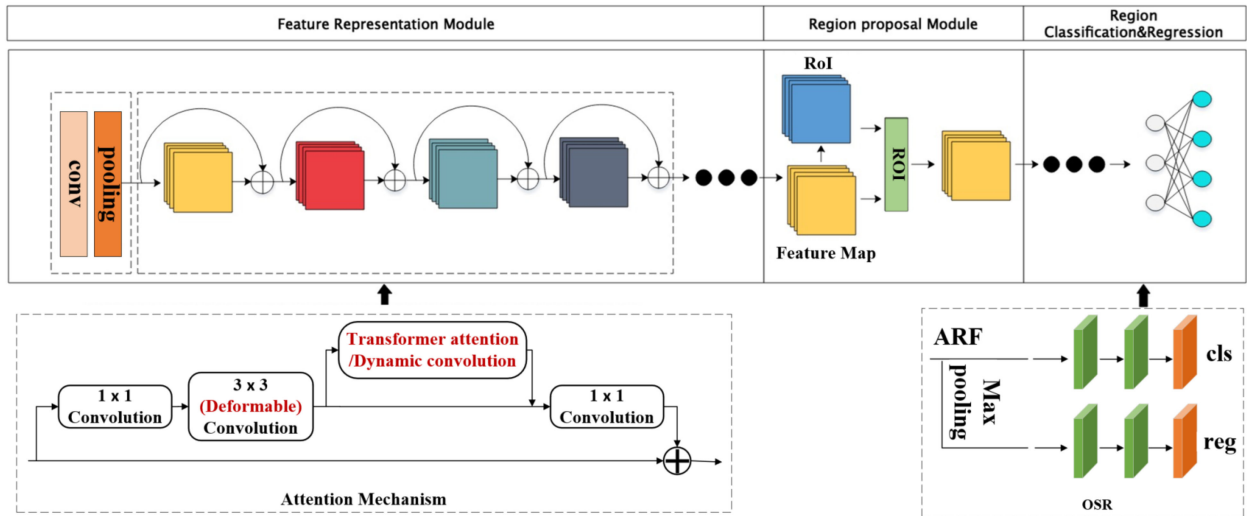 Feature Representation Module
Region proposal Module
Region
Classification&Regression
conv
pooling
RoI
ROI
Feature Map
Transformer attention
/Dynamic convolution
1 x 1
Convolution
3 x 3
(Deformable)
Convolution
1 x 1
Convolution
Attention Mechanism
ARF
Max
pooling
cls
reg
OSR